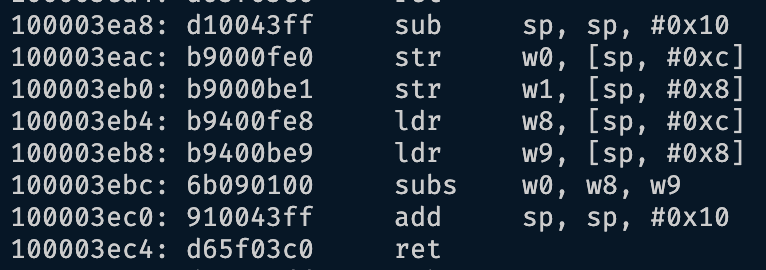 100003ea8: d10043ff sub sp, sp, #0x10
100003eac: b9000fe0 str w0, [sp, #0xc]
100003eb0: b9000be1 str w1, [sp, #0x8]
100003eb4: b9400fe8 ldr w8, [sp, #0xc]
100003eb8: b9400be9 ldr w9, [sp, #0x8]
100003ebc: 6b090100 subs w0, w8, w9
100003ec0: 910043ff add sp, sp, #0x10
100003ec4: d65f03c0 ret